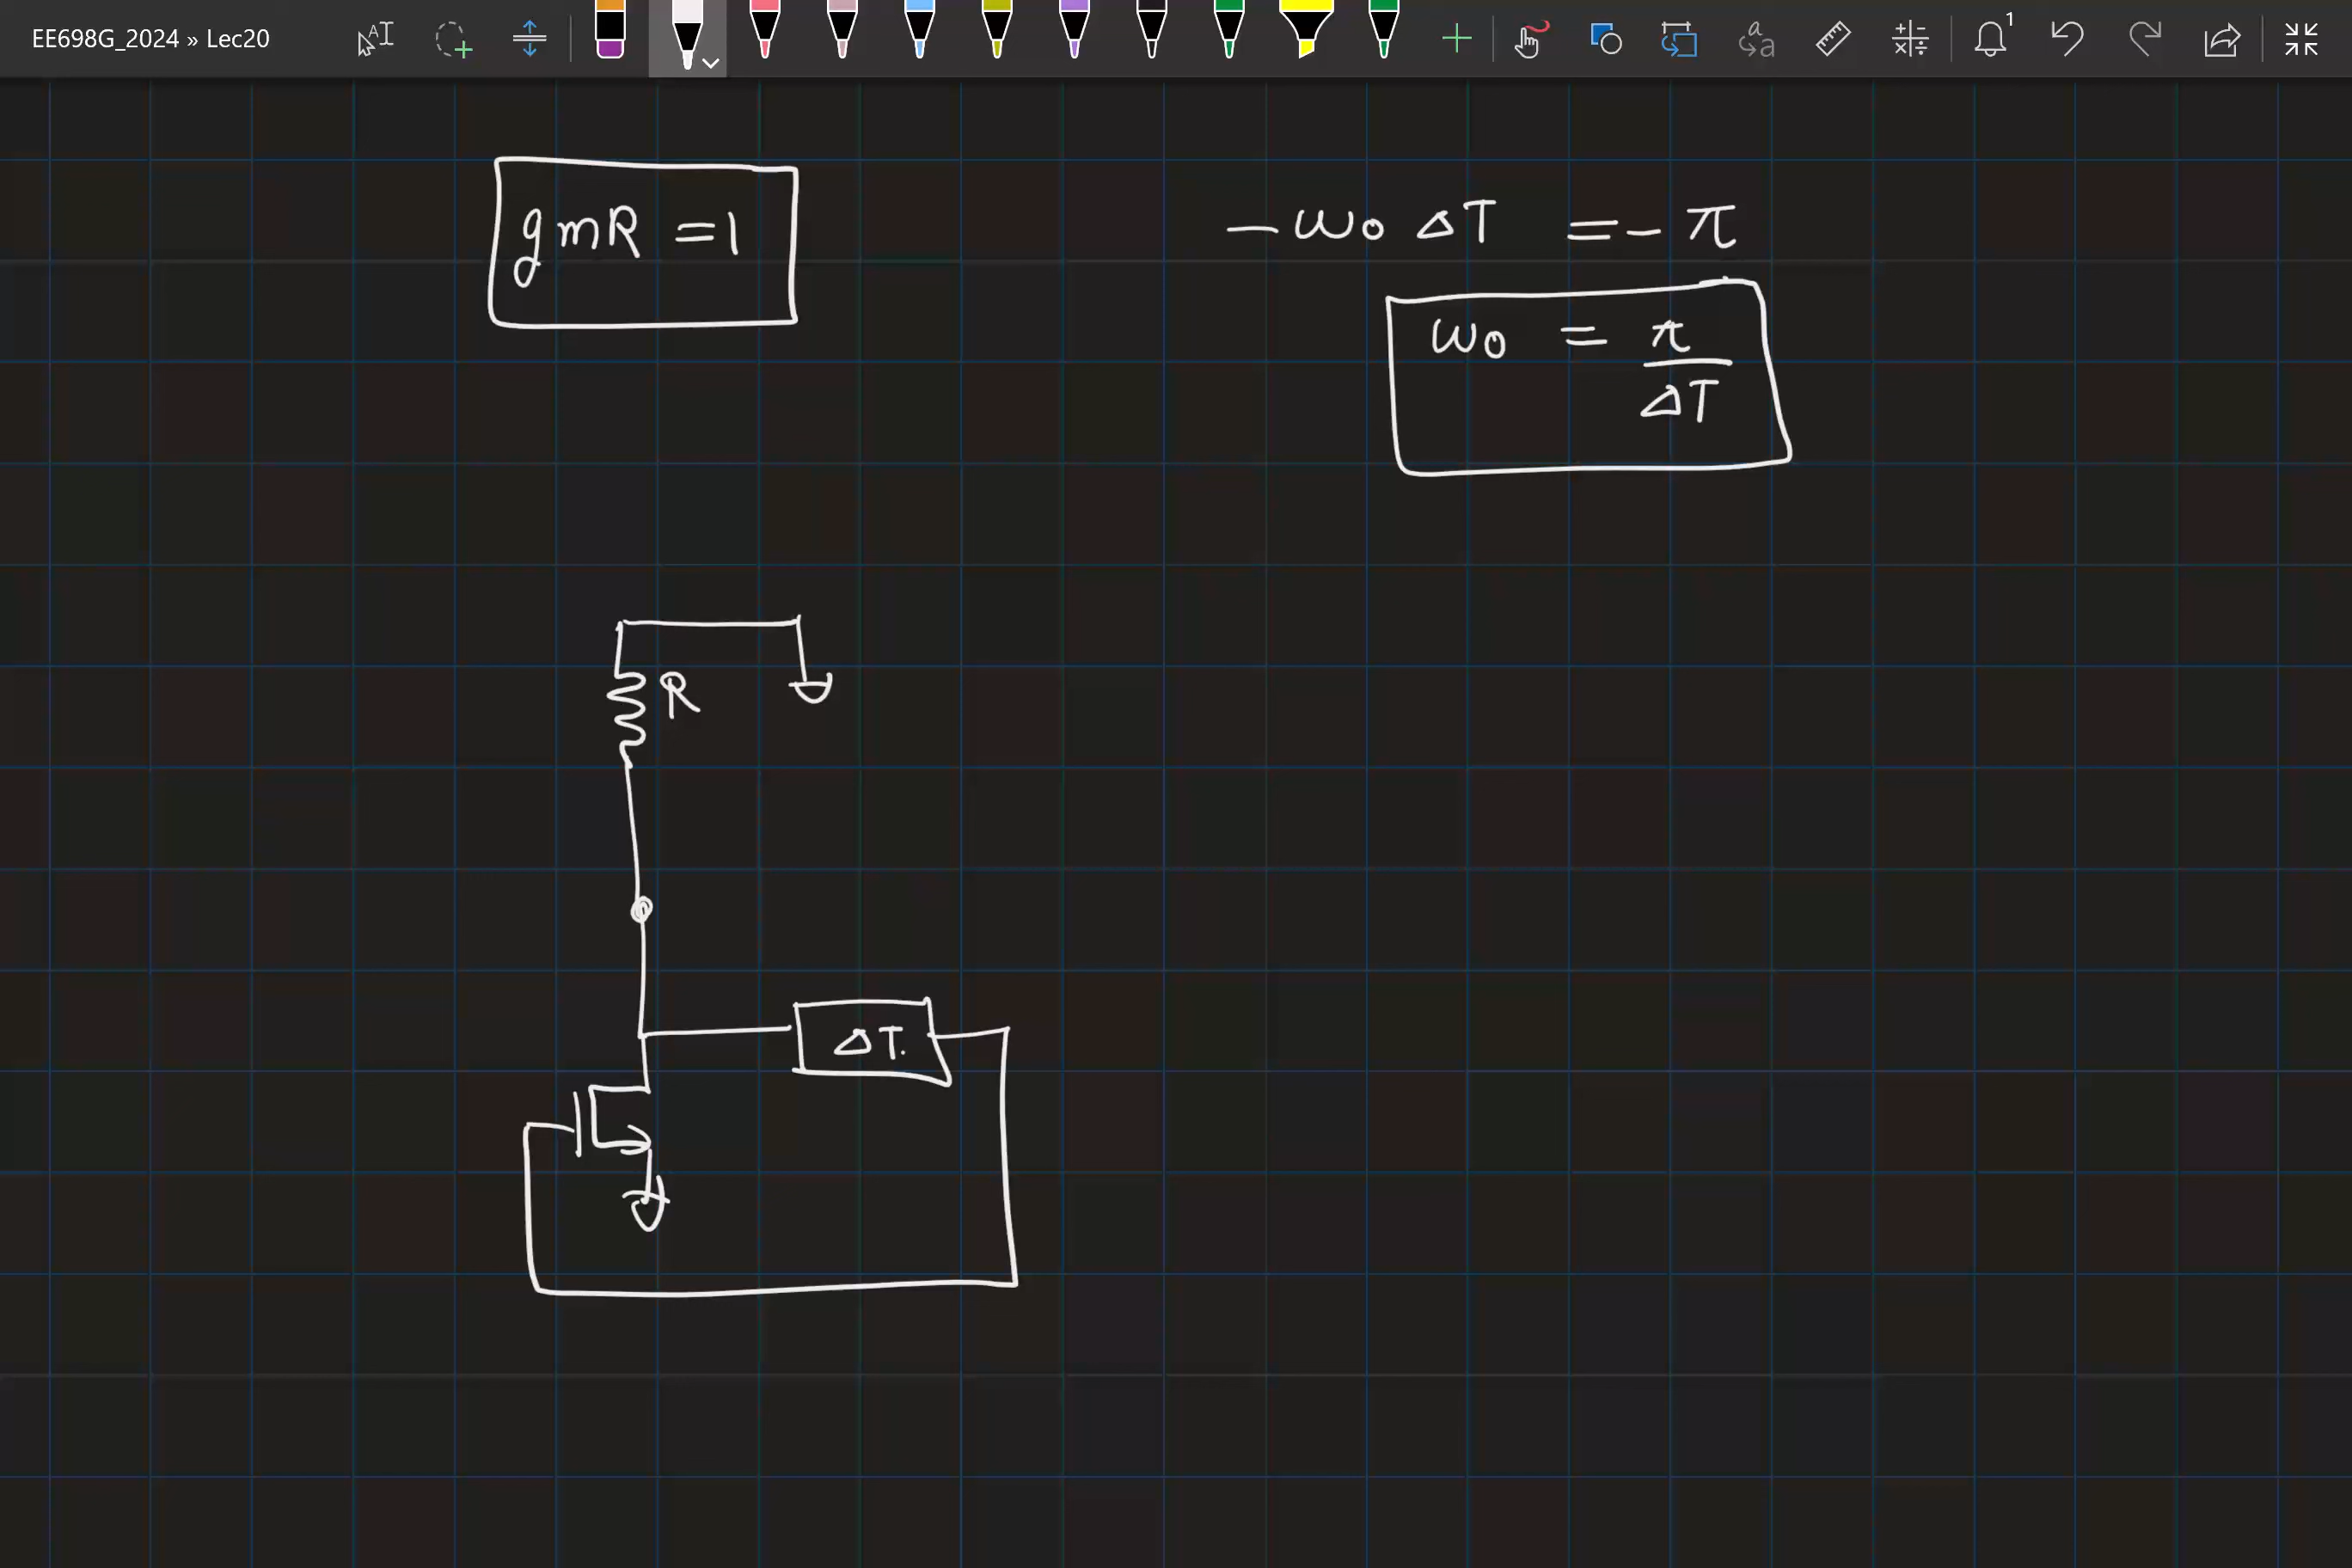 EE698G_2024 » Lec20
gmR = 1
-ω₀ ΔT = -π
ω₀ = π/ΔT
R
ΔT.